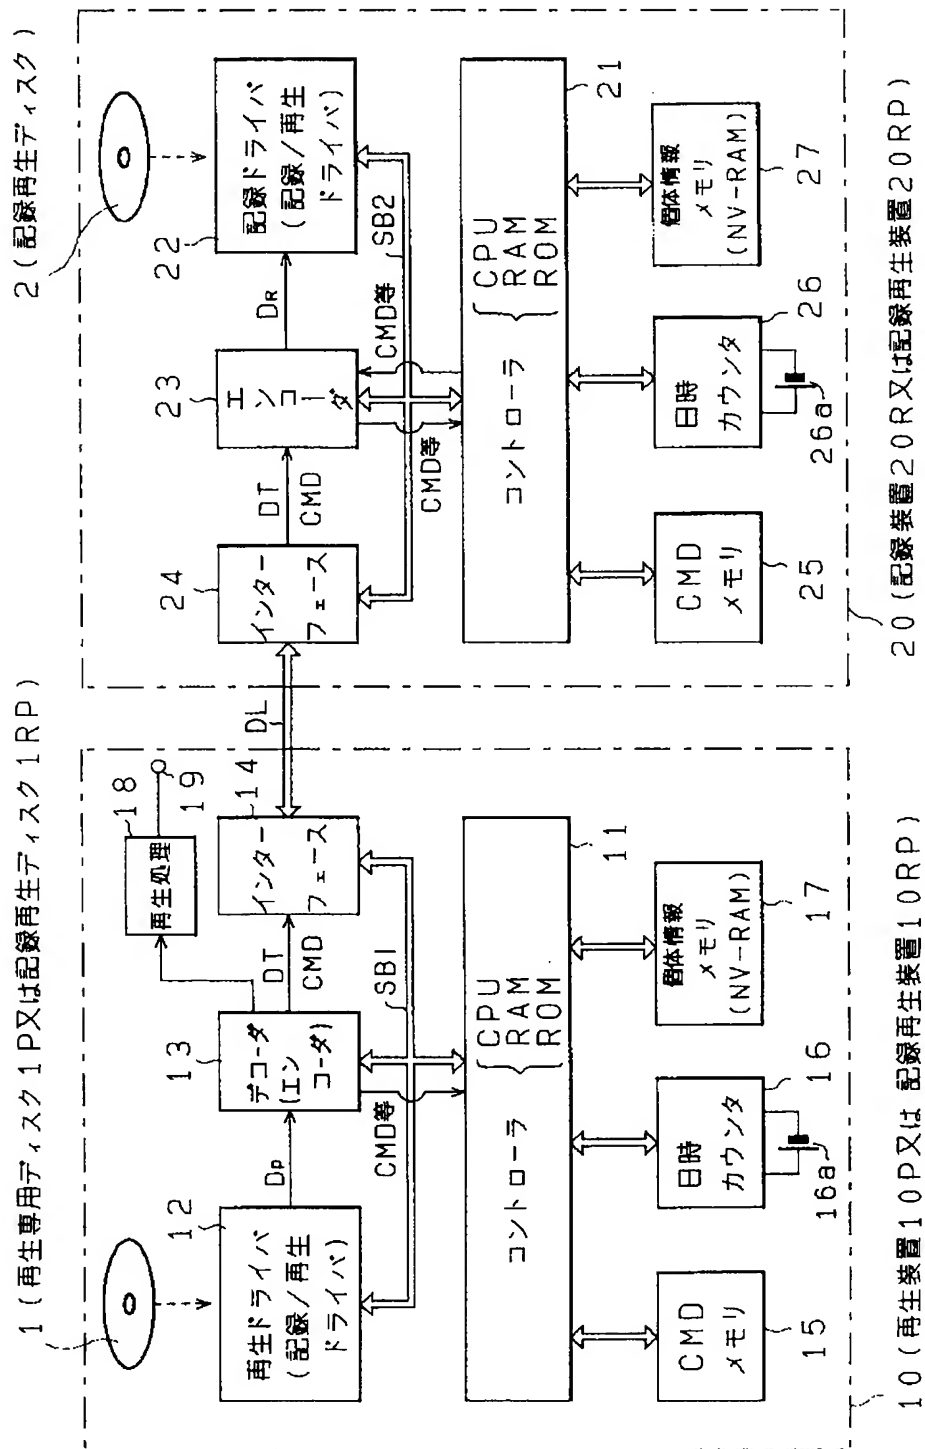 1(再生専用ディスク1P又は記録再生ディスク1RP)
12
再生ドライバ
(記録/再生
ドライバ)
DP
13
デコーダ
(エン
コーダ)
18
再生処理
19
DT
CMD
14
インター
フェース
CMD等
SB1
コントローラ
CPU
RAM
ROM
11
CMD
メモリ
15
日時
カウンタ
16
16a
個体情報
メモリ
(NV-RAM)
17
10(再生装置10P又は記録再生装置10RP)
DL
2(記録再生ディスク)
24
インター
フェース
DT
CMD
23
エンコーダ
DR
22
記録ドライバ
(記録/再生
ドライバ)
CMD等
CMD等
SB2
コントローラ
CPU
RAM
ROM
21
CMD
メモリ
25
日時
カウンタ
26
26a
個体情報
メモリ
(NV-RAM)
27
20(記録装置20R又は記録再生装置20RP)